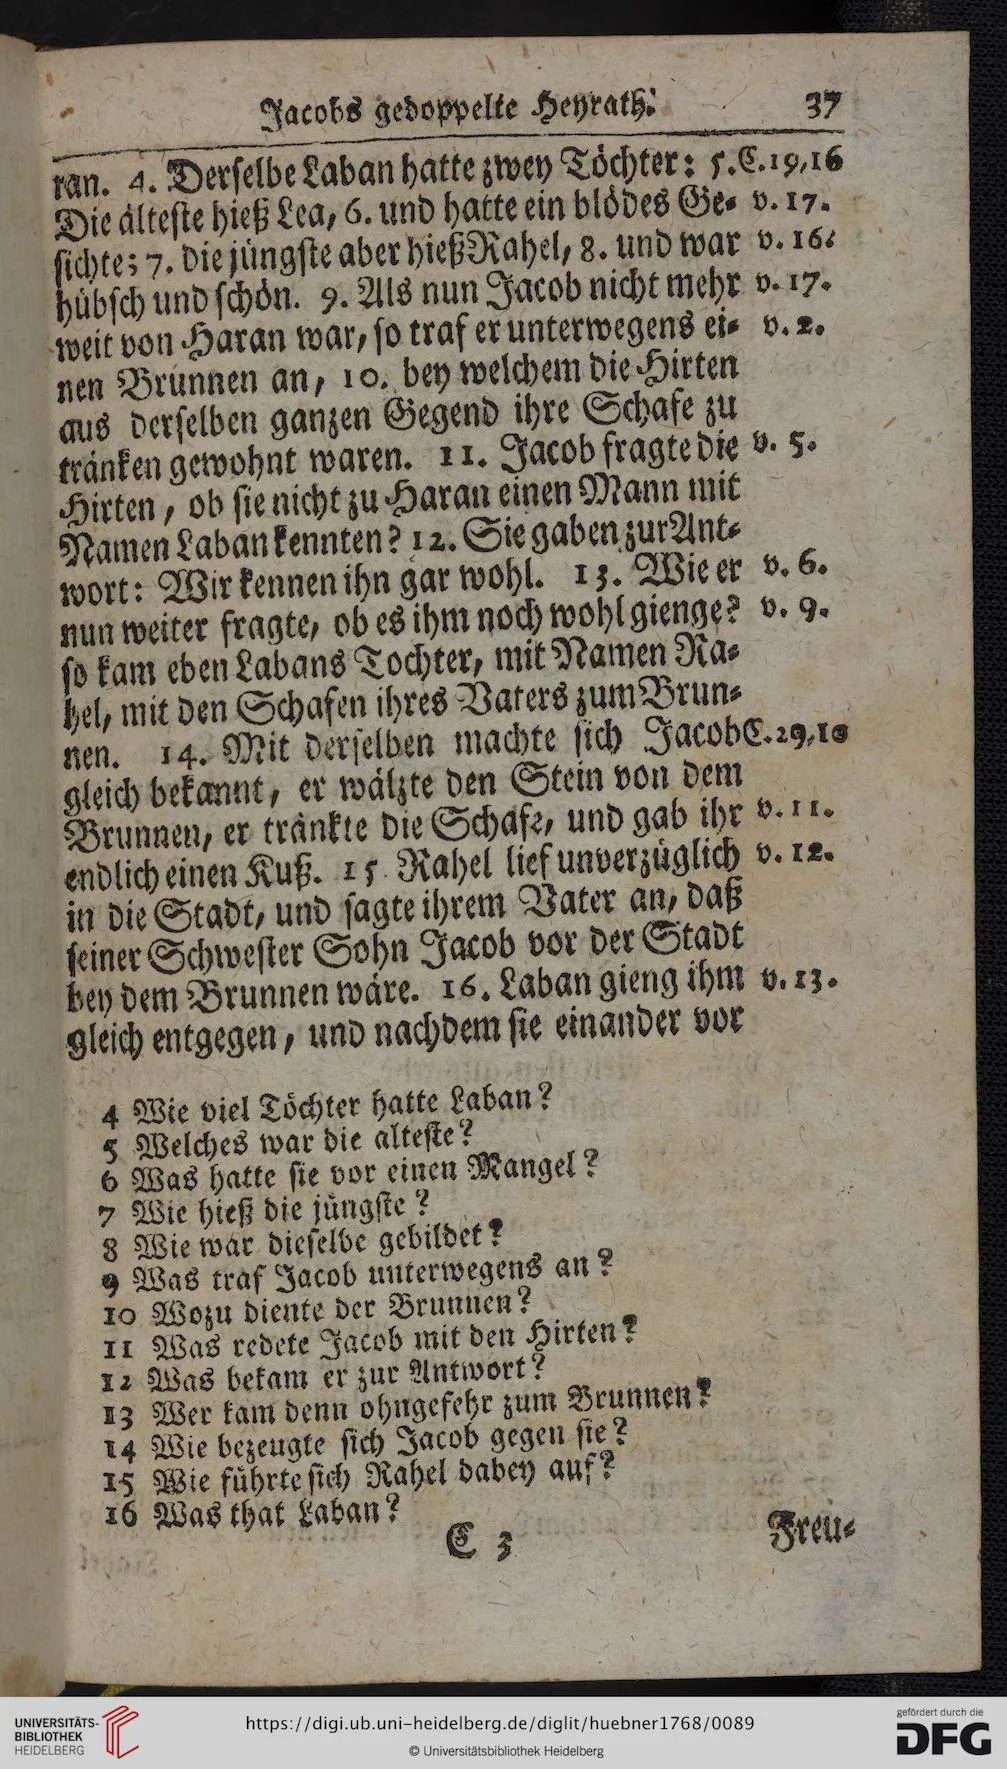 Jacobs gedoppelte Heyrath. 37
ran. 4. Derselbe Laban hatte zwey Töchter: 5. C.19,16
Die älteste hieß Lea, 6. und hatte ein blödes Ge- v. 17.
sichte; 7. die jüngste aber hieß Rahel, 8. und war v. 16.
hübsch und schön. 9. Als nun Jacob nicht mehr v. 17.
weit von Haran war, so traf er unterwegens ei- v. 2.
nen Brunnen an, 10. bey welchem die Hirten
aus derselben ganzen Gegend ihre Schafe zu
tränken gewohnt waren. 11. Jacob fragte die v. 5.
Hirten, ob sie nicht zu Haran einen Mann mit
Namen Laban kennten? 12. Sie gaben zur Ant-
wort: Wir kennen ihn gar wohl. 13. Wie er v. 6.
nun weiter fragte, ob es ihm noch wohl gienge? v. 9.
so kam eben Labans Tochter, mit Namen Ra-
hel, mit den Schafen ihres Vaters zum Brun-
nen. 14. Mit derselben machte sich Jacob C.29,10
gleich bekannt, er wälzte den Stein von dem
Brunnen, er tränkte die Schafe, und gab ihr v. 11.
endlich einen Kuß. 15 Rahel lief unverzüglich v. 12.
in die Stadt, und sagte ihrem Vater an, daß
seiner Schwester Sohn Jacob vor der Stadt
bey dem Brunnen wäre. 16. Laban gieng ihm v. 13.
gleich entgegen, und nachdem sie einander vor
4 Wie viel Töchter hatte Laban?
5 Welches war die älteste?
6 Was hatte sie vor einen Mangel?
7 Wie hieß die jüngste?
8 Wie war dieselbe gebildet?
9 Was traf Jacob unterwegens an?
10 Wozu diente der Brunnen?
11 Was redete Jacob mit den Hirten?
12 Was bekam er zur Antwort?
13 Wer kam denn ohngefehr zum Brunnen?
14 Wie bezeugte sich Jacob gegen sie?
15 Wie führte sich Rahel dabey auf?
16 Was that Laban?
C 3 Freu-
UNIVERSITÄTS-
BIBLIOTHEK
HEIDELBERG
https://digi.ub.uni-heidelberg.de/diglit/huebner1768/0089
© Universitätsbibliothek Heidelberg
gefördert durch die
DFG